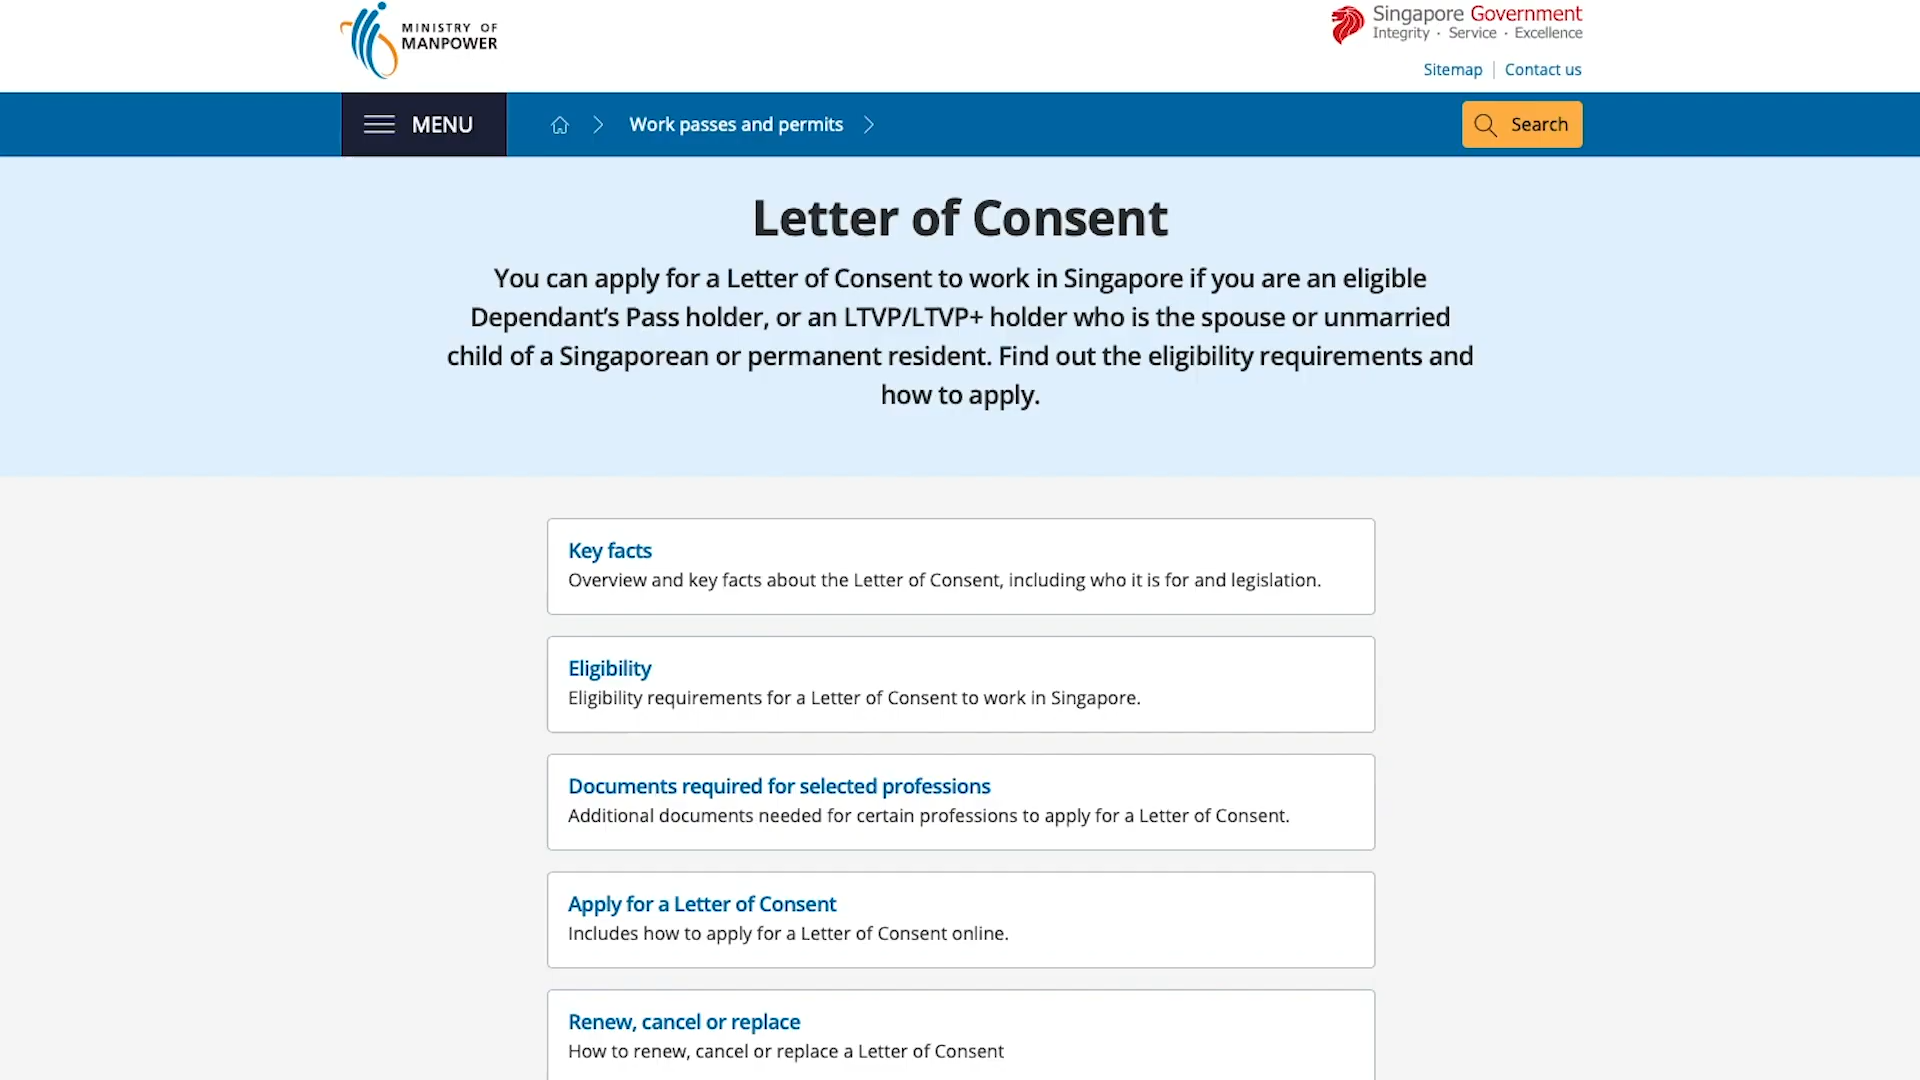 MINISTRY OF
MANPOWER
Singapore Government
Integrity · Service · Excellence
Sitemap
Contact us
MENU
Work passes and permits
Search
Letter of Consent
You can apply for a Letter of Consent to work in Singapore if you are an eligible
Dependant’s Pass holder, or an LTVP/LTVP+ holder who is the spouse or unmarried
child of a Singaporean or permanent resident. Find out the eligibility requirements and
how to apply.
Key facts
Overview and key facts about the Letter of Consent, including who it is for and legislation.
Eligibility
Eligibility requirements for a Letter of Consent to work in Singapore.
Documents required for selected professions
Additional documents needed for certain professions to apply for a Letter of Consent.
Apply for a Letter of Consent
Includes how to apply for a Letter of Consent online.
Renew, cancel or replace
How to renew, cancel or replace a Letter of Consent